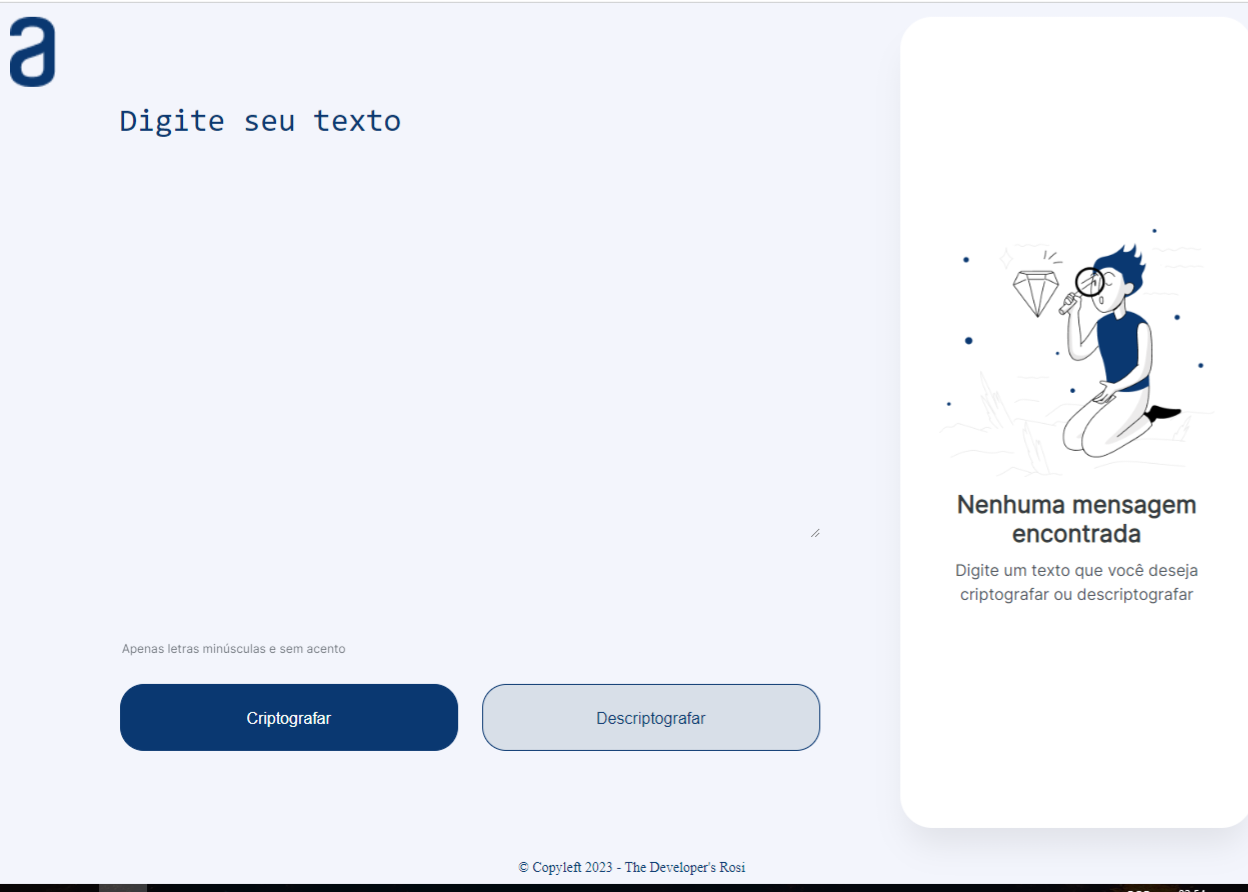 a
Digite seu texto
Nenhuma mensagem
encontrada
Digite um texto que você deseja
criptografar ou descriptografar
Apenas letras minúsculas e sem acento
Criptografar
Descriptografar
© Copyleft 2023 - The Developer's Rosi